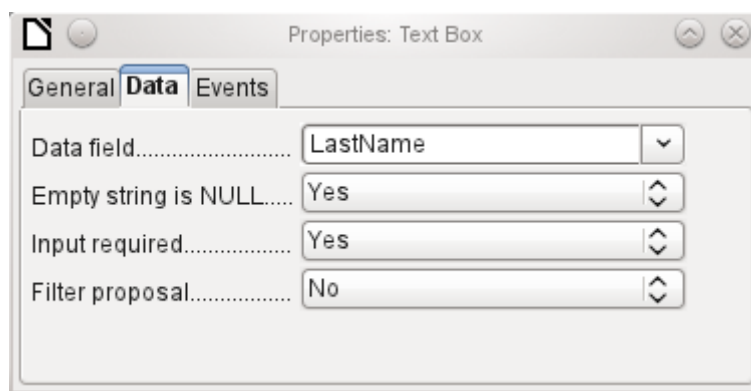 Properties: Text Box
General Data Events
Data field.......................... LastName
Empty string is NULL..... Yes
Input required.................. Yes
Filter proposal................. No